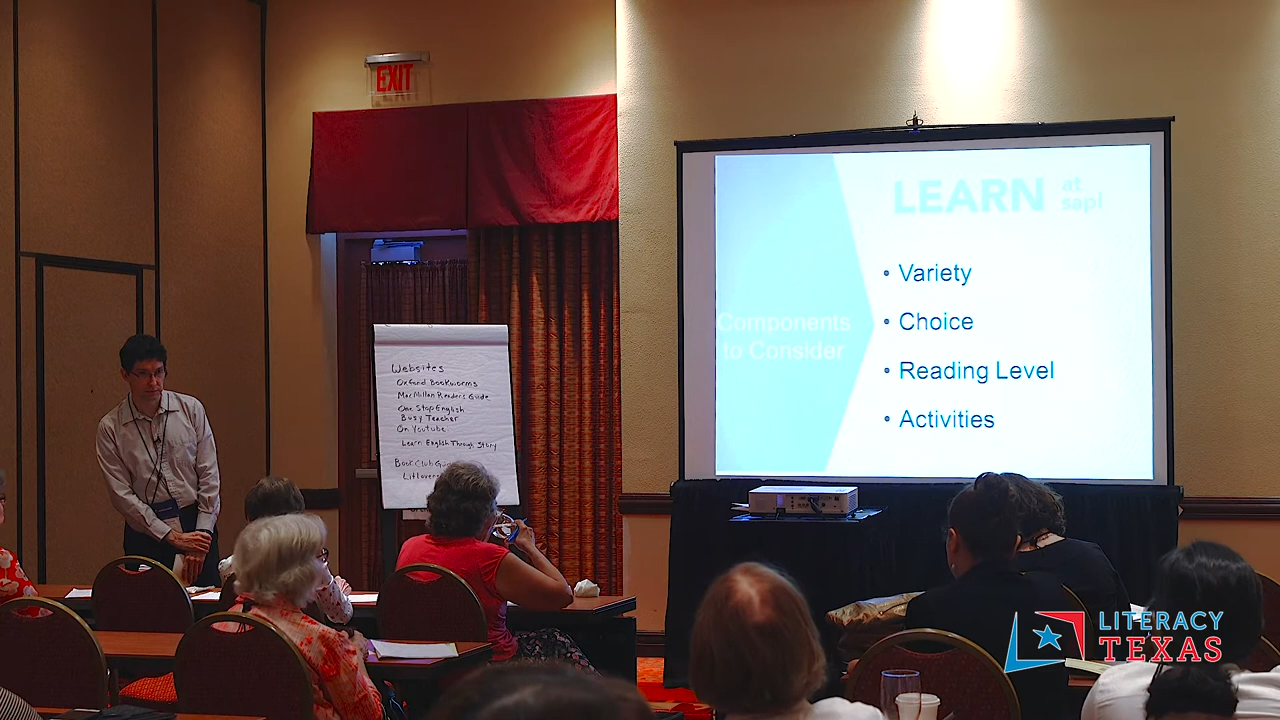 EXIT
Websites
Oxford Bookworms
MacMillan Readers Guide
One Stop English
Busy Teacher
On Youtube
Learn English Through Story
Book Club
Litlovers
LEARN at sapl
Components to Consider
• Variety
• Choice
• Reading Level
• Activities
LITERACY
TEXAS